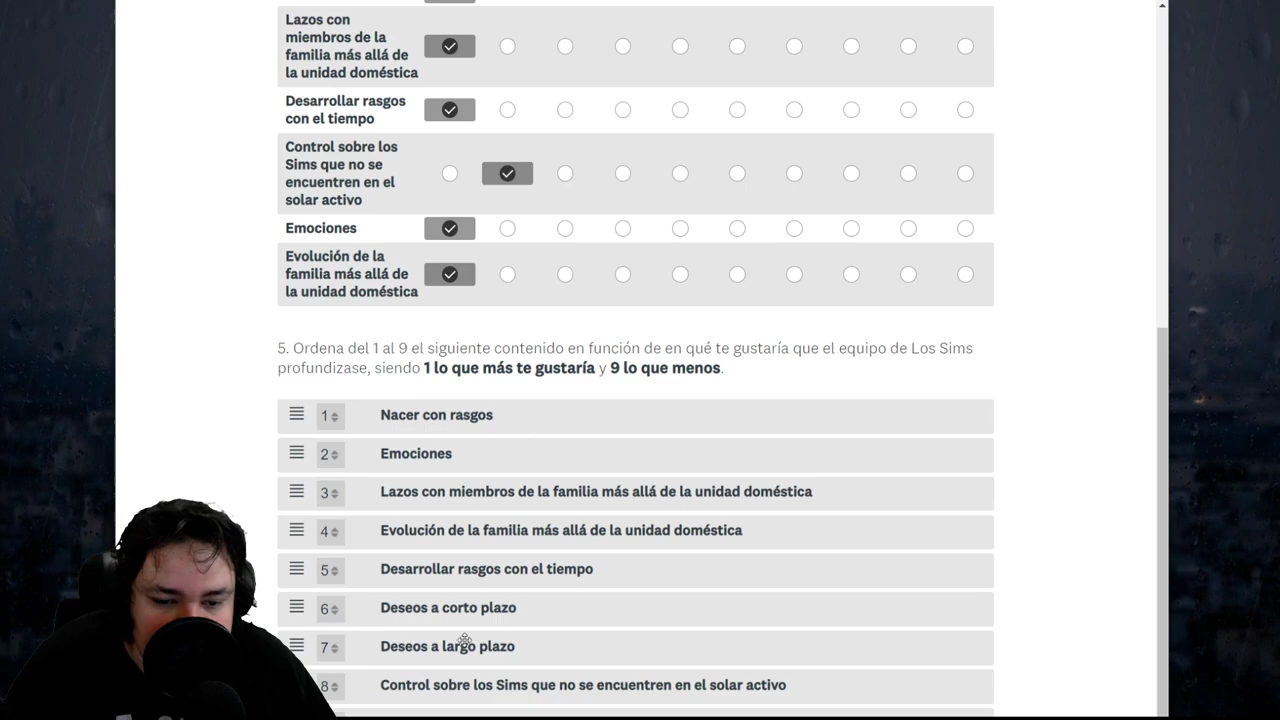 Lazos con
miembros de la
familia más allá de
la unidad doméstica
Desarrollar rasgos
con el tiempo
Control sobre los
Sims que no se
encuentren en el
solar activo
Emociones
Evolución de la
familia más allá de
la unidad doméstica
5. Ordena del 1 al 9 el siguiente contenido en función de en qué te gustaría que el equipo de Los Sims
profundizase, siendo 1 lo que más te gustaría y 9 lo que menos.
1 Nacer con rasgos
2 Emociones
3 Lazos con miembros de la familia más allá de la unidad doméstica
4 Evolución de la familia más allá de la unidad doméstica
5 Desarrollar rasgos con el tiempo
6 Deseos a corto plazo
7 Deseos a largo plazo
8 Control sobre los Sims que no se encuentren en el solar activo